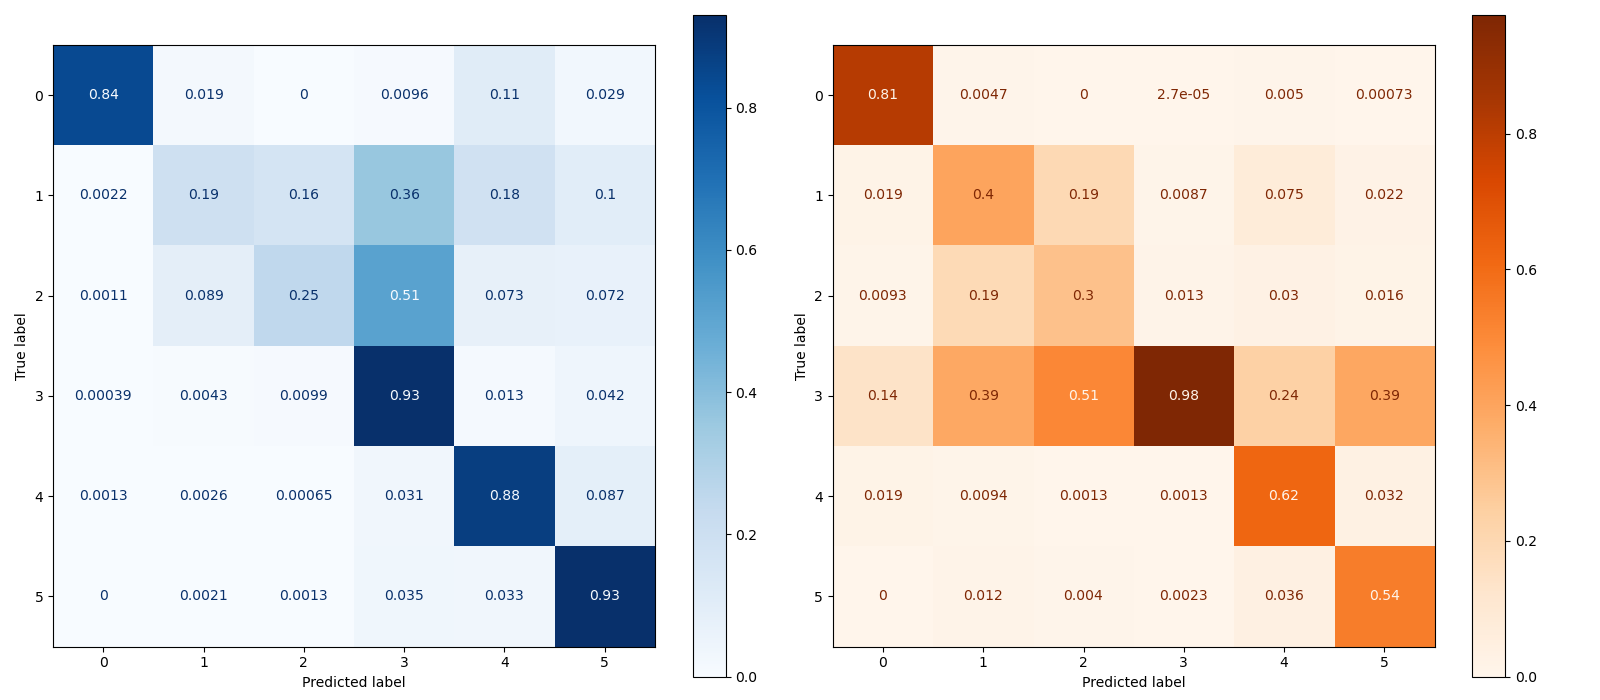 0 0.84 0.019 0 0.0096 0.11 0.029
1 0.0022 0.19 0.16 0.36 0.18 0.1
2 0.0011 0.089 0.25 0.51 0.073 0.072
3 0.00039 0.0043 0.0099 0.93 0.013 0.042
4 0.0013 0.0026 0.00065 0.031 0.88 0.087
5 0 0.0021 0.0013 0.035 0.033 0.93
0 1 2 3 4 5
Predicted label
True label
0.8
0.6
0.4
0.2
0.0
0 0.81 0.0047 0 2.7e-05 0.005 0.00073
1 0.019 0.4 0.19 0.0087 0.075 0.022
2 0.0093 0.19 0.3 0.013 0.03 0.016
3 0.14 0.39 0.51 0.98 0.24 0.39
4 0.019 0.0094 0.0013 0.0013 0.62 0.032
5 0 0.012 0.004 0.0023 0.036 0.54
0 1 2 3 4 5
Predicted label
True label
0.8
0.6
0.4
0.2
0.0